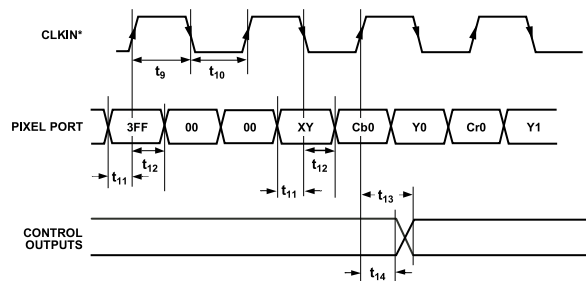 CLKIN*
t9 t10
PIXEL PORT 3FF 00 00 XY Cb0 Y0 Cr0 Y1
t12 t12
t11 t11
t13
CONTROL
OUTPUTS
t14